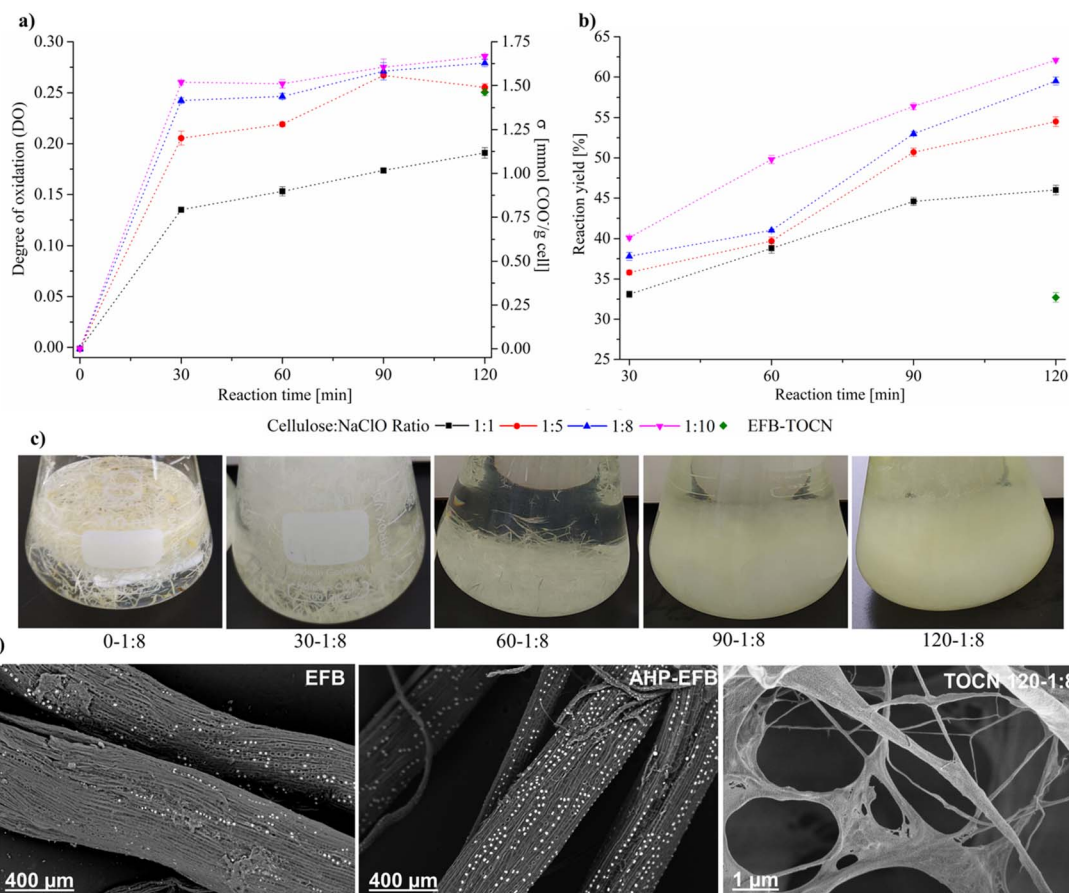 a)
b)
0.30
0.25
0.20
0.15
0.10
0.05
0.00
Degree of oxidation (DO)
1.75
1.50
1.25
1.00
0.75
0.50
0.25
0.00
σ [mmol COO⁻/g cell]
0 30 60 90 120
Reaction time [min]
65
60
55
50
45
40
35
30
25
Reaction yield [%]
30 60 90 120
Reaction time [min]
Cellulose:NaClO Ratio 1:1 1:5 1:8 1:10 EFB-TOCN
c)
0-1:8 30-1:8 60-1:8 90-1:8 120-1:8
)
EFB AHP-EFB TOCN 120-1:8
400 µm 400 µm 1 µm